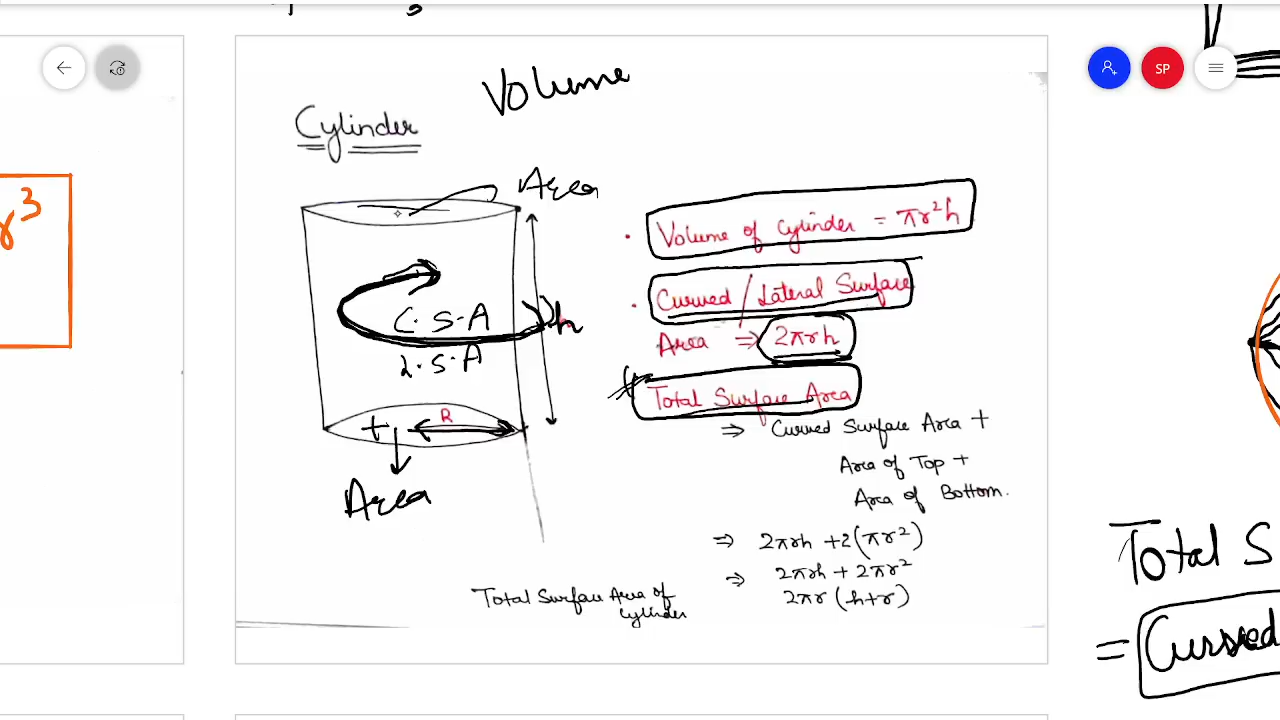 Volume
Cylinder
Area
C.S.A
L.S.A
h
R
+
Area
• Volume of cylinder = πr²h
• Curved / Lateral Surface
Area ⇒ 2πrh
Total Surface Area
⇒ Curved Surface Area +
Area of Top +
Area of Bottom.
⇒ 2πrh + 2(πr²)
⇒ 2πrh + 2πr²
Total Surface Area of
cylinder
2πr (h+r)
r³
SP
Total S
= Curved